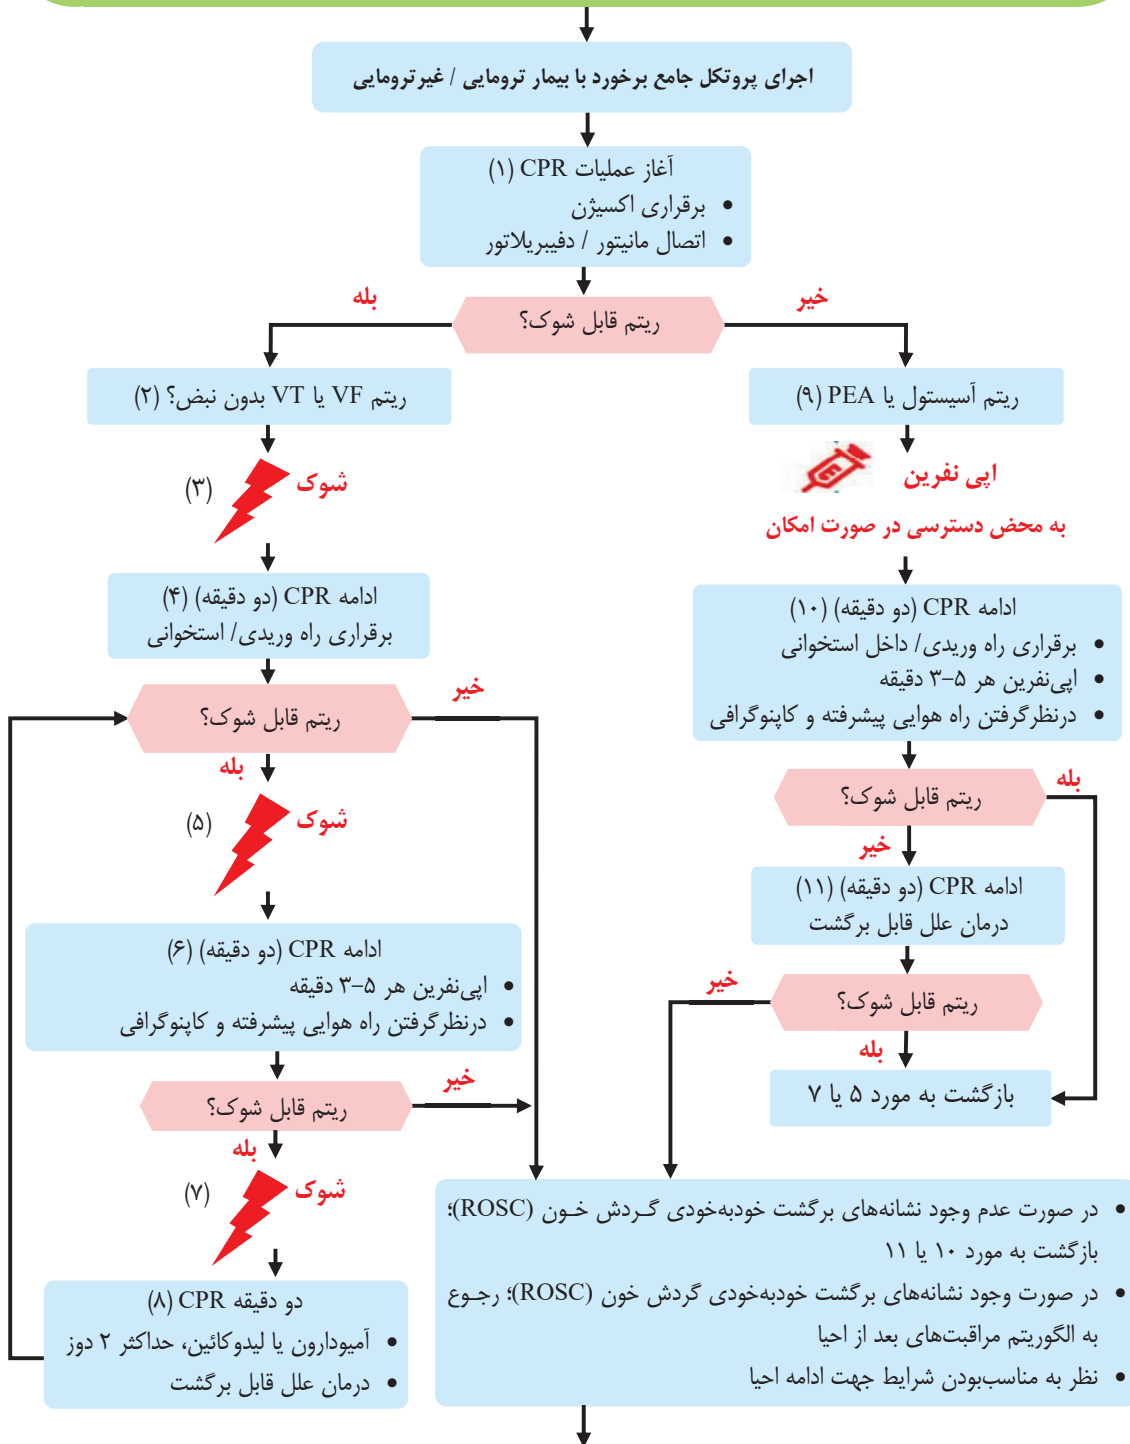 اجرای پروتکل جامع برخورد با بیمار ترومایی / غیرترومایی
آغاز عملیات CPR (۱)
• برقراری اکسیژن
• اتصال مانیتور / دفیبریلاتور
ریتم قابل شوک؟
خیر
بله
ریتم آسیستول یا PEA (۹)
اپی نفرین
به محض دسترسی در صورت امکان
ادامه CPR (دو دقیقه) (۱۰)
• برقراری راه وریدی/ داخل استخوانی
• اپی‌نفرین هر ۵–۳ دقیقه
• درنظرگرفتن راه هوایی پیشرفته و کاپنوگرافی
ریتم قابل شوک؟
بله
خیر
ادامه CPR (دو دقیقه) (۱۱)
درمان علل قابل برگشت
ریتم قابل شوک؟
خیر
بله
بازگشت به مورد ۵ یا ۷
ریتم VF یا VT بدون نبض؟ (۲)
شوک (۳)
ادامه CPR (دو دقیقه) (۴)
برقراری راه وریدی/ استخوانی
ریتم قابل شوک؟
خیر
بله
شوک (۵)
ادامه CPR (دو دقیقه) (۶)
• اپی‌نفرین هر ۵–۳ دقیقه
• درنظرگرفتن راه هوایی پیشرفته و کاپنوگرافی
ریتم قابل شوک؟
خیر
بله
شوک (۷)
دو دقیقه CPR (۸)
• آمیودارون یا لیدوکائین، حداکثر ۲ دوز
• درمان علل قابل برگشت
• در صورت عدم وجود نشانه‌های برگشت خودبه‌خودی گـردش خـون (ROSC)؛
بازگشت به مورد ۱۰ یا ۱۱
• در صورت وجود نشانه‌های برگشت خودبه‌خودی گردش خون (ROSC)؛ رجـوع
به الگوریتم مراقبت‌های بعد از احیا
• نظر به مناسب‌بودن شرایط جهت ادامه احیا